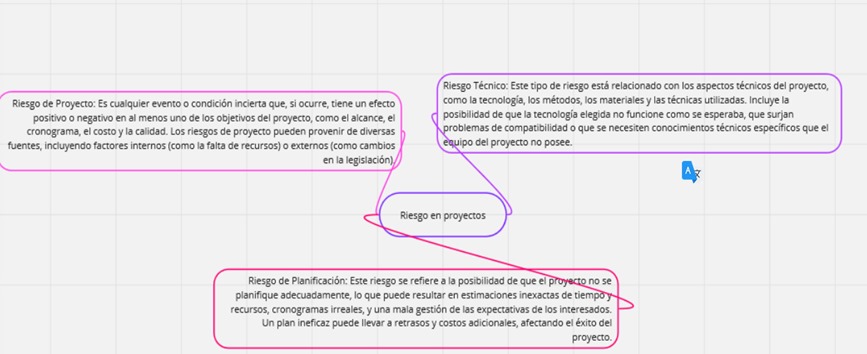 Riesgo de Proyecto: Es cualquier evento o condición incierta que, si ocurre, tiene un efecto
positivo o negativo en al menos uno de los objetivos del proyecto, como el alcance, el
cronograma, el costo y la calidad. Los riesgos de proyecto pueden provenir de diversas
fuentes, incluyendo factores internos (como la falta de recursos) o externos (como cambios
en la legislación).
Riesgo Técnico: Este tipo de riesgo está relacionado con los aspectos técnicos del proyecto,
como la tecnología, los métodos, los materiales y las técnicas utilizadas. Incluye la
posibilidad de que la tecnología elegida no funcione como se esperaba, que surjan
problemas de compatibilidad o que se necesiten conocimientos técnicos específicos que el
equipo del proyecto no posee.
Riesgo en proyectos
Riesgo de Planificación: Este riesgo se refiere a la posibilidad de que el proyecto no se
planifique adecuadamente, lo que puede resultar en estimaciones inexactas de tiempo y
recursos, cronogramas irreales, y una mala gestión de las expectativas de los interesados.
Un plan ineficaz puede llevar a retrasos y costos adicionales, afectando el éxito del
proyecto.